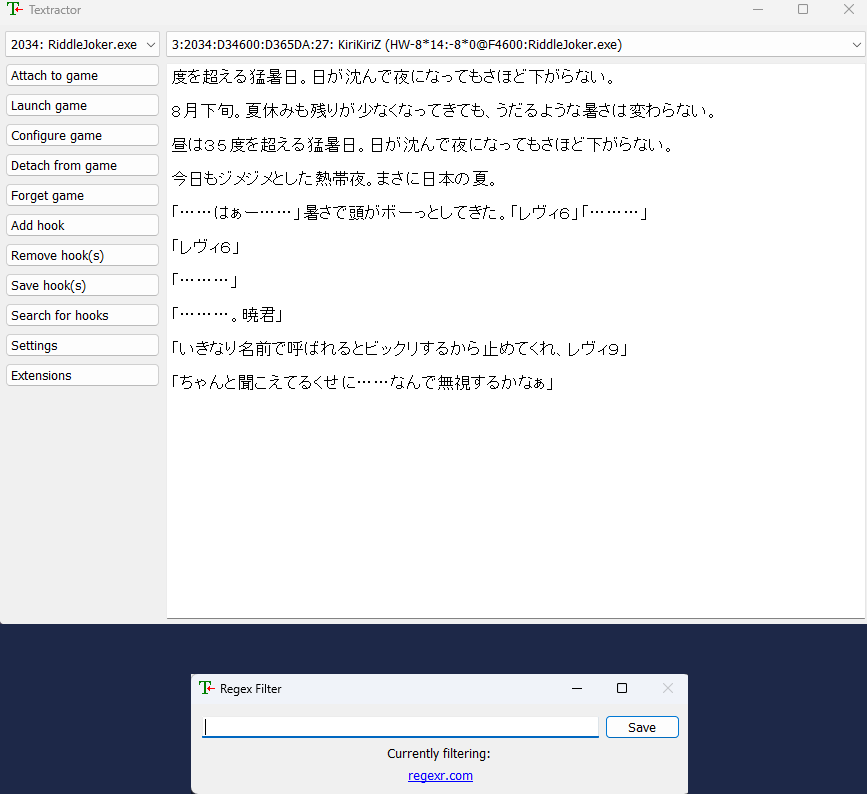 Textractor
2034: RiddleJoker.exe
3:2034:D34600:D365DA:27: KiriKiriZ (HW-8*14:-8*0@F4600:RiddleJoker.exe)
Attach to game
Launch game
Configure game
Detach from game
Forget game
Add hook
Remove hook(s)
Save hook(s)
Search for hooks
Settings
Extensions
度を超える猛暑日。日が沈んで夜になってもさほど下がらない。
８月下旬。夏休みも残りが少なくなってきても、うだるような暑さは変わらない。
昼は３５度を超える猛暑日。日が沈んで夜になってもさほど下がらない。
今日もジメジメとした熱帯夜。まさに日本の夏。
「……はぁー……」暑さで頭がボーっとしてきた。「レヴィ６」「………」
「レヴィ６」
「………」
「………。暁君」
「いきなり名前で呼ばれるとビックリするから止めてくれ、レヴィ９」
「ちゃんと聞こえてるくせに……なんで無視するかなぁ」
Regex Filter
Save
Currently filtering:
regexr.com